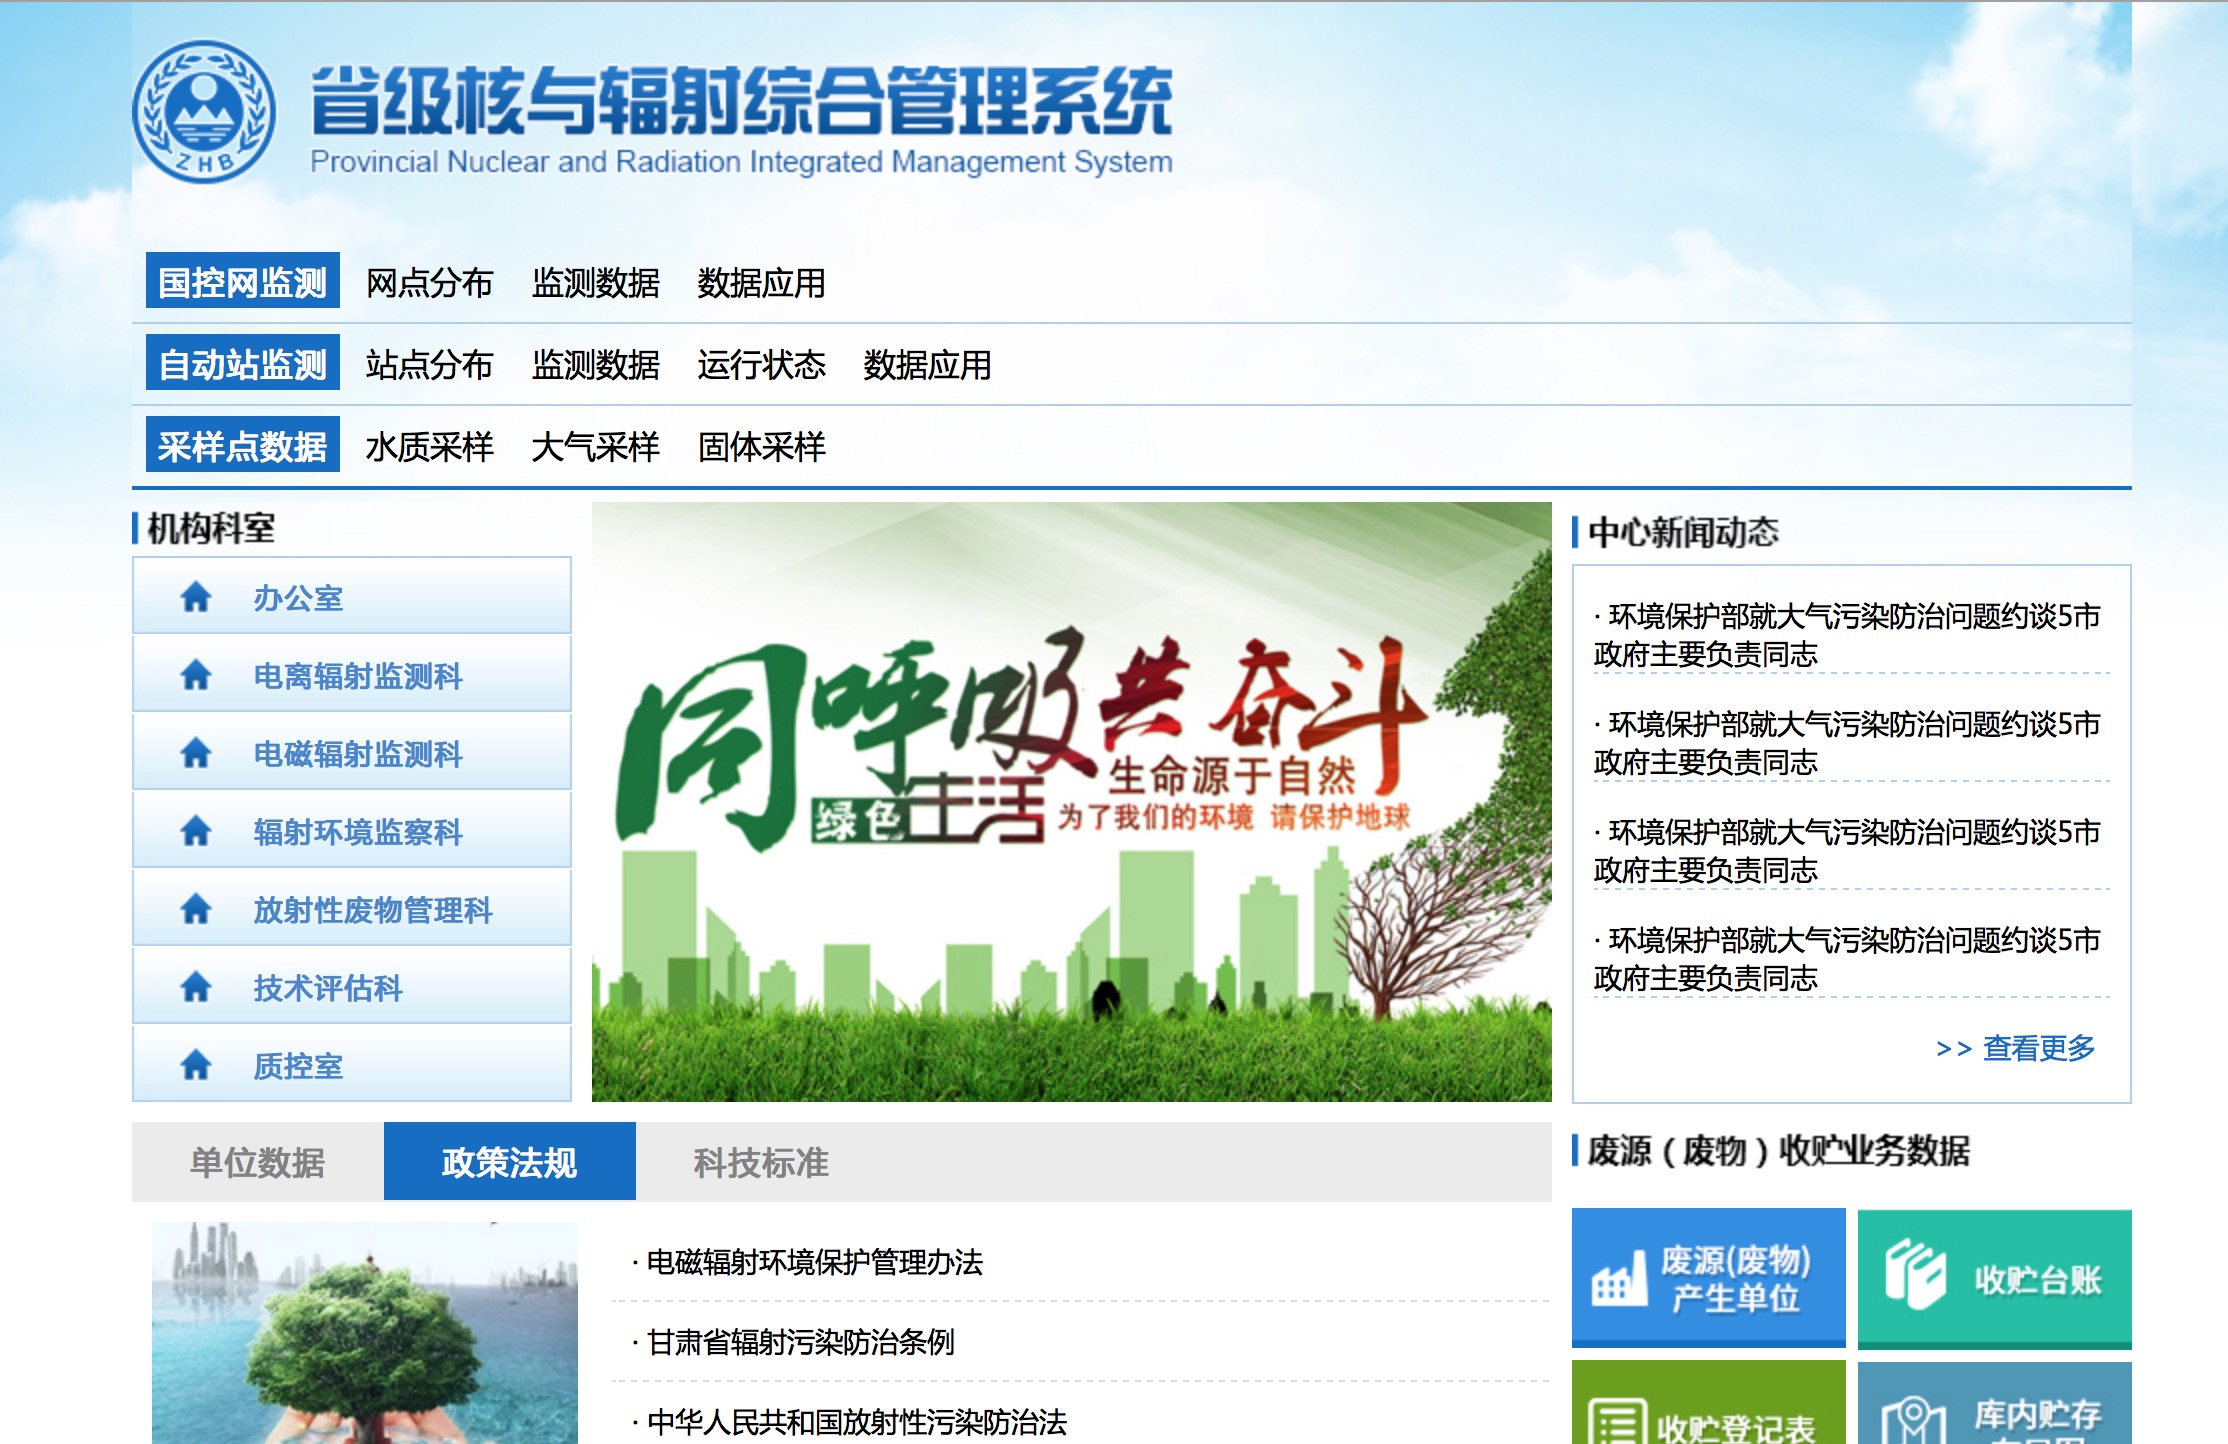 ZHB
省级核与辐射综合管理系统
Provincial Nuclear and Radiation Integrated Management System
国控网监测 网点分布 监测数据 数据应用
自动站监测 站点分布 监测数据 运行状态 数据应用
采样点数据 水质采样 大气采样 固体采样
机构科室
办公室
电离辐射监测科
电磁辐射监测科
辐射环境监察科
放射性废物管理科
技术评估科
质控室
同呼吸共奋斗
绿色生活
生命源于自然
为了我们的环境 请保护地球
中心新闻动态
· 环境保护部就大气污染防治问题约谈5市
政府主要负责同志
· 环境保护部就大气污染防治问题约谈5市
政府主要负责同志
· 环境保护部就大气污染防治问题约谈5市
政府主要负责同志
· 环境保护部就大气污染防治问题约谈5市
政府主要负责同志
>> 查看更多
单位数据 政策法规 科技标准
· 电磁辐射环境保护管理办法
· 甘肃省辐射污染防治条例
· 中华人民共和国放射性污染防治法
废源（废物）收贮业务数据
废源(废物)
产生单位
收贮台账
收贮登记表
库内贮存